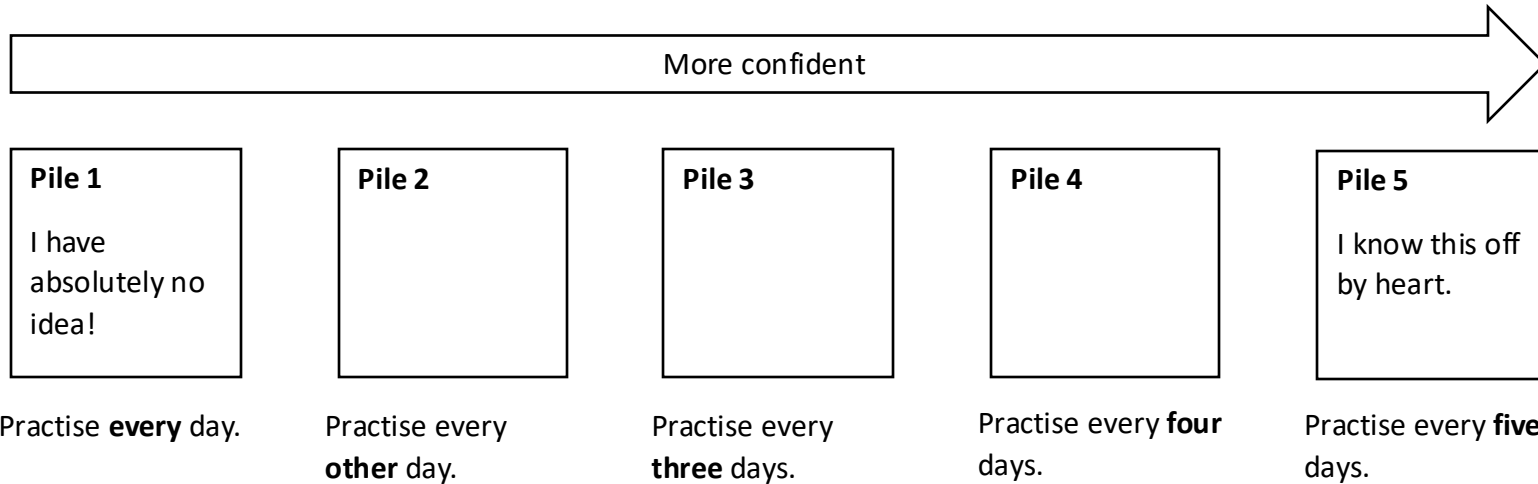 More confident
Pile 1
I have
absolutely no
idea!
Pile 2
Pile 3
Pile 4
Pile 5
I know this off
by heart.
Practise every day.
Practise every
other day.
Practise every
three days.
Practise every four
days.
Practise every five
days.